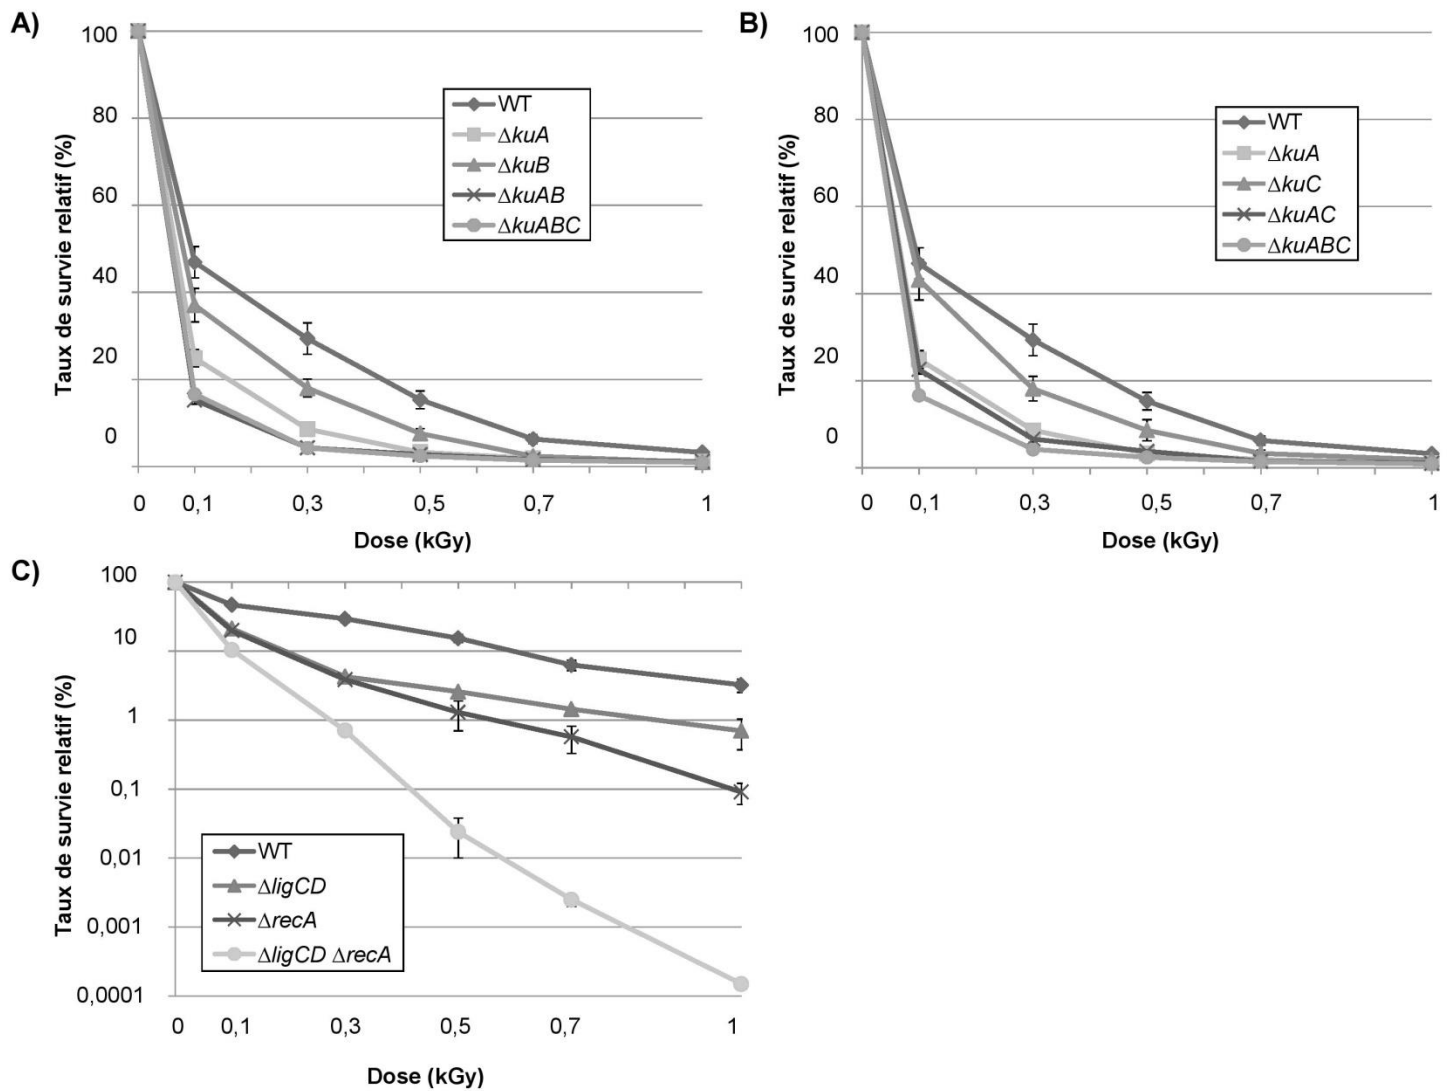 A)
Taux de survie relatif (%)
100
80
60
40
20
0
WT
ΔkuA
ΔkuB
ΔkuAB
ΔkuABC
0 0,1 0,3 0,5 0,7 1
Dose (kGy)
B)
Taux de survie relatif (%)
100
80
60
40
20
0
WT
ΔkuA
ΔkuC
ΔkuAC
ΔkuABC
0 0,1 0,3 0,5 0,7 1
Dose (kGy)
C)
Taux de survie relatif (%)
100
10
1
0,1
0,01
0,001
0,0001
WT
ΔligCD
ΔrecA
ΔligCD ΔrecA
0 0,1 0,3 0,5 0,7 1
Dose (kGy)